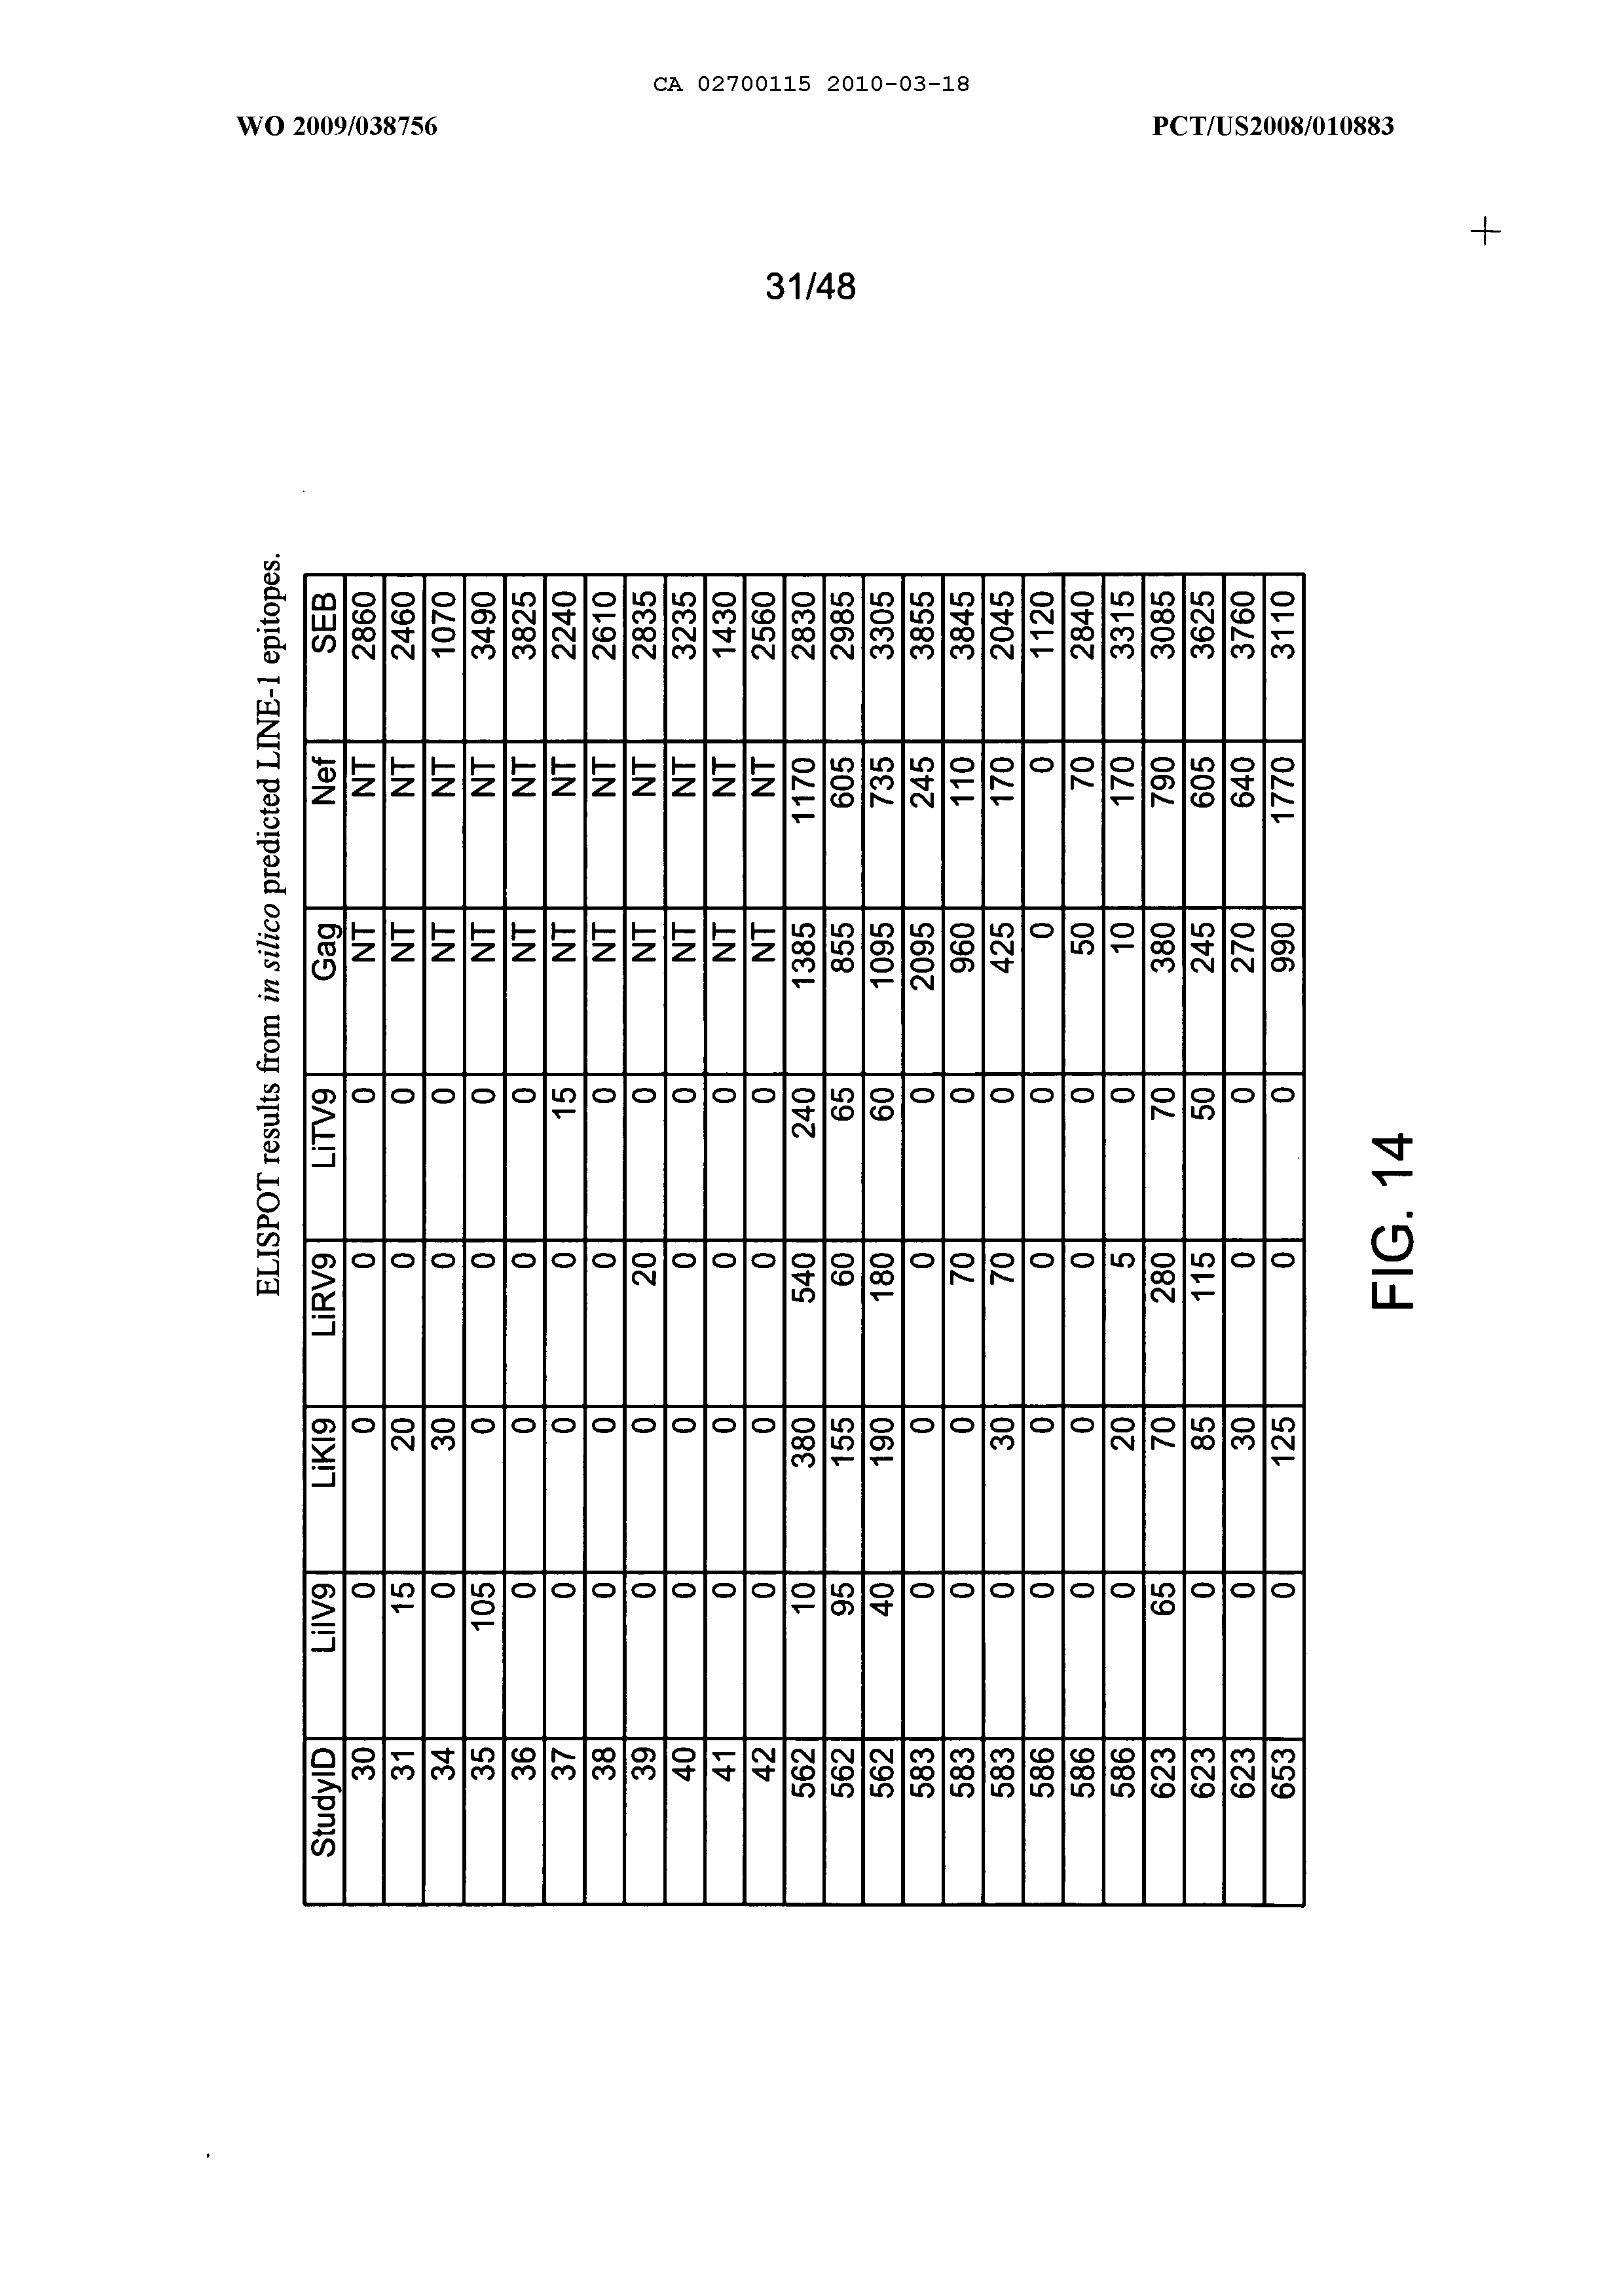 CA 02700115 2010-03-18
WO 2009/038756 PCT/US2008/010883
31/48
ELISPOT results from in silico predicted LINE-1 epitopes.
StudyID LiIV9 LiKI9 LiRV9 LiTV9 Gag Nef SEB
30 0 0 0 0 NT NT 2860
31 15 20 0 0 NT NT 2460
34 0 30 0 0 NT NT 1070
35 105 0 0 0 NT NT 3490
36 0 0 0 0 NT NT 3825
37 0 0 0 15 NT NT 2240
38 0 0 0 0 NT NT 2610
39 0 0 20 0 NT NT 2835
40 0 0 0 0 NT NT 3235
41 0 0 0 0 NT NT 1430
42 0 0 0 0 NT NT 2560
562 10 380 540 240 1385 1170 2830
562 95 155 60 65 855 605 2985
562 40 190 180 60 1095 735 3305
583 0 0 0 0 2095 245 3855
583 0 0 70 0 960 110 3845
583 0 30 70 0 425 170 2045
586 0 0 0 0 0 0 1120
586 0 0 0 0 50 70 2840
586 0 20 5 0 10 170 3315
623 65 70 280 70 380 790 3085
623 0 85 115 50 245 605 3625
623 0 30 0 0 270 640 3760
653 0 125 0 0 990 1770 3110
FIG. 14